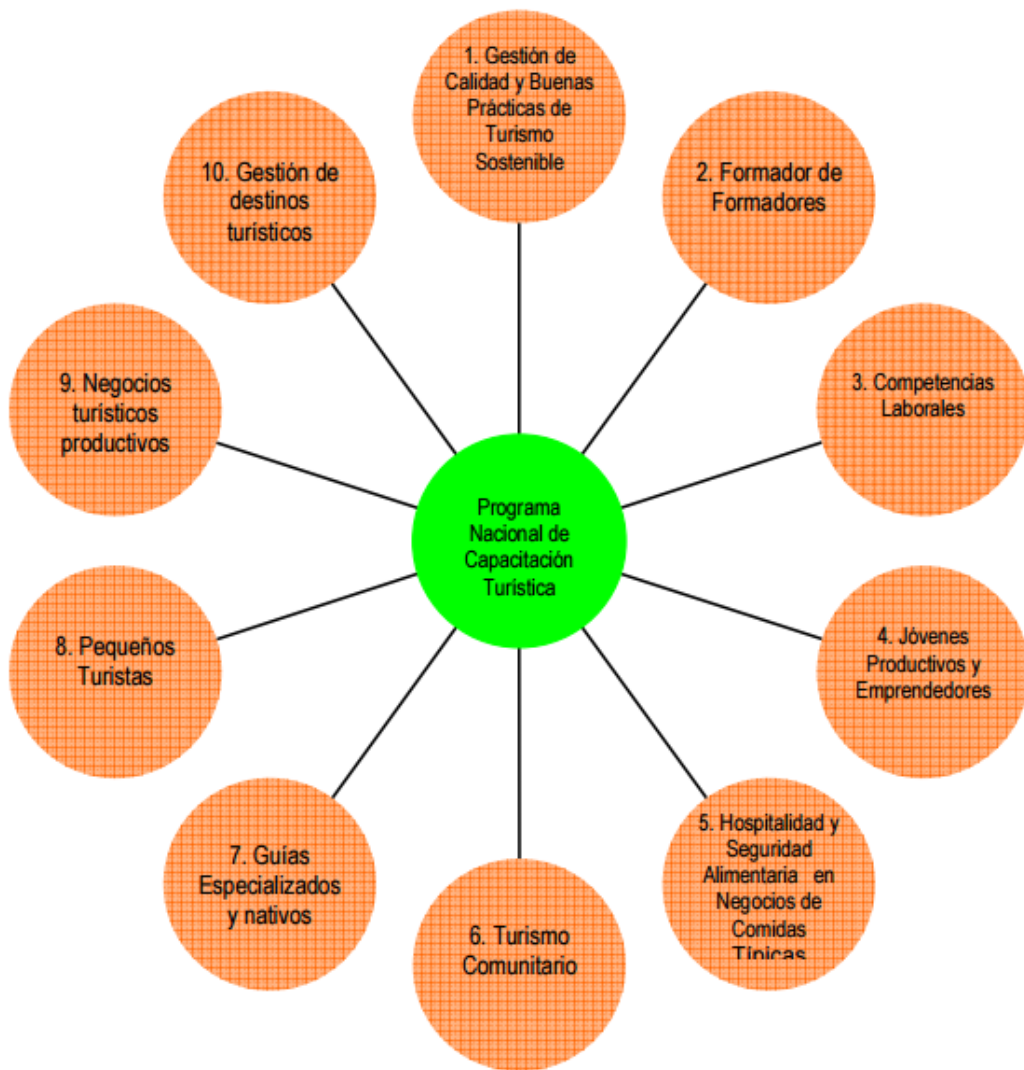 1. Gestión de
Calidad y Buenas
Prácticas de
Turismo
Sostenible
2. Formador de
Formadores
3. Competencias
Laborales
4. Jóvenes
Productivos y
Emprendedores
5. Hospitalidad y
Seguridad
Alimentaria en
Negocios de
Comidas
Típicas
6. Turismo
Comunitario
7. Guías
Especializados
y nativos
8. Pequeños
Turistas
9. Negocios
turísticos
productivos
10. Gestión de
destinos
turísticos
Programa
Nacional de
Capacitación
Turística